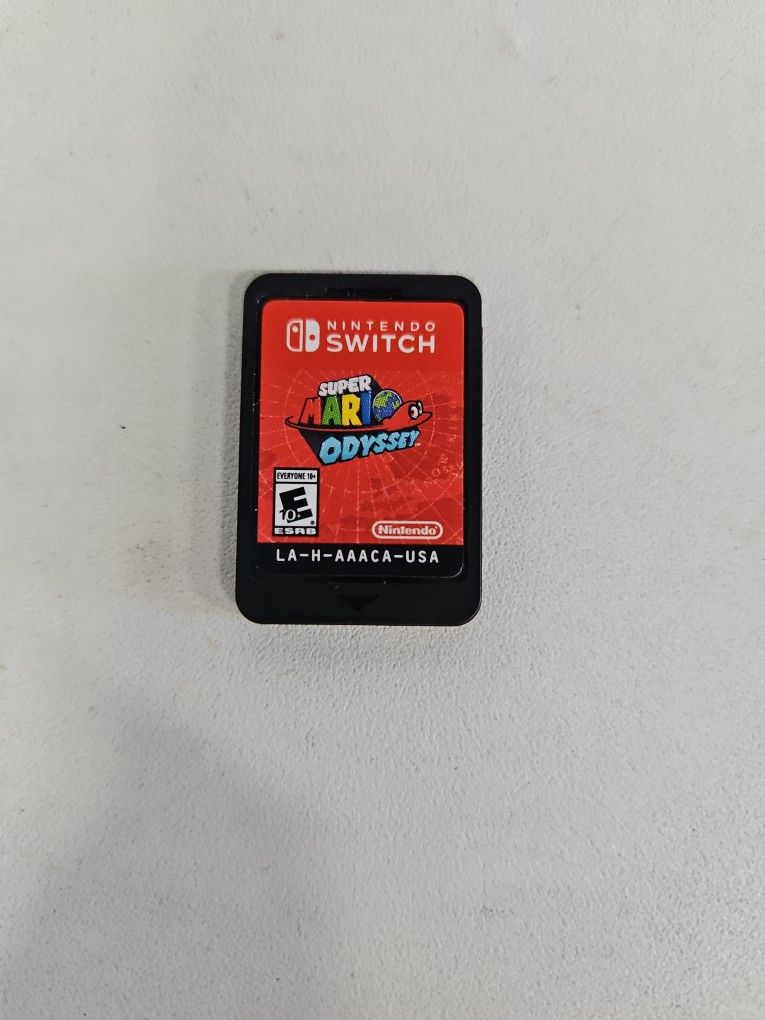 NINTENDO
SWITCH
SUPER
MARIO
ODYSSEY
EVERYONE 10+
E
10+
ESRB
Nintendo
LA-H-AAACA-USA